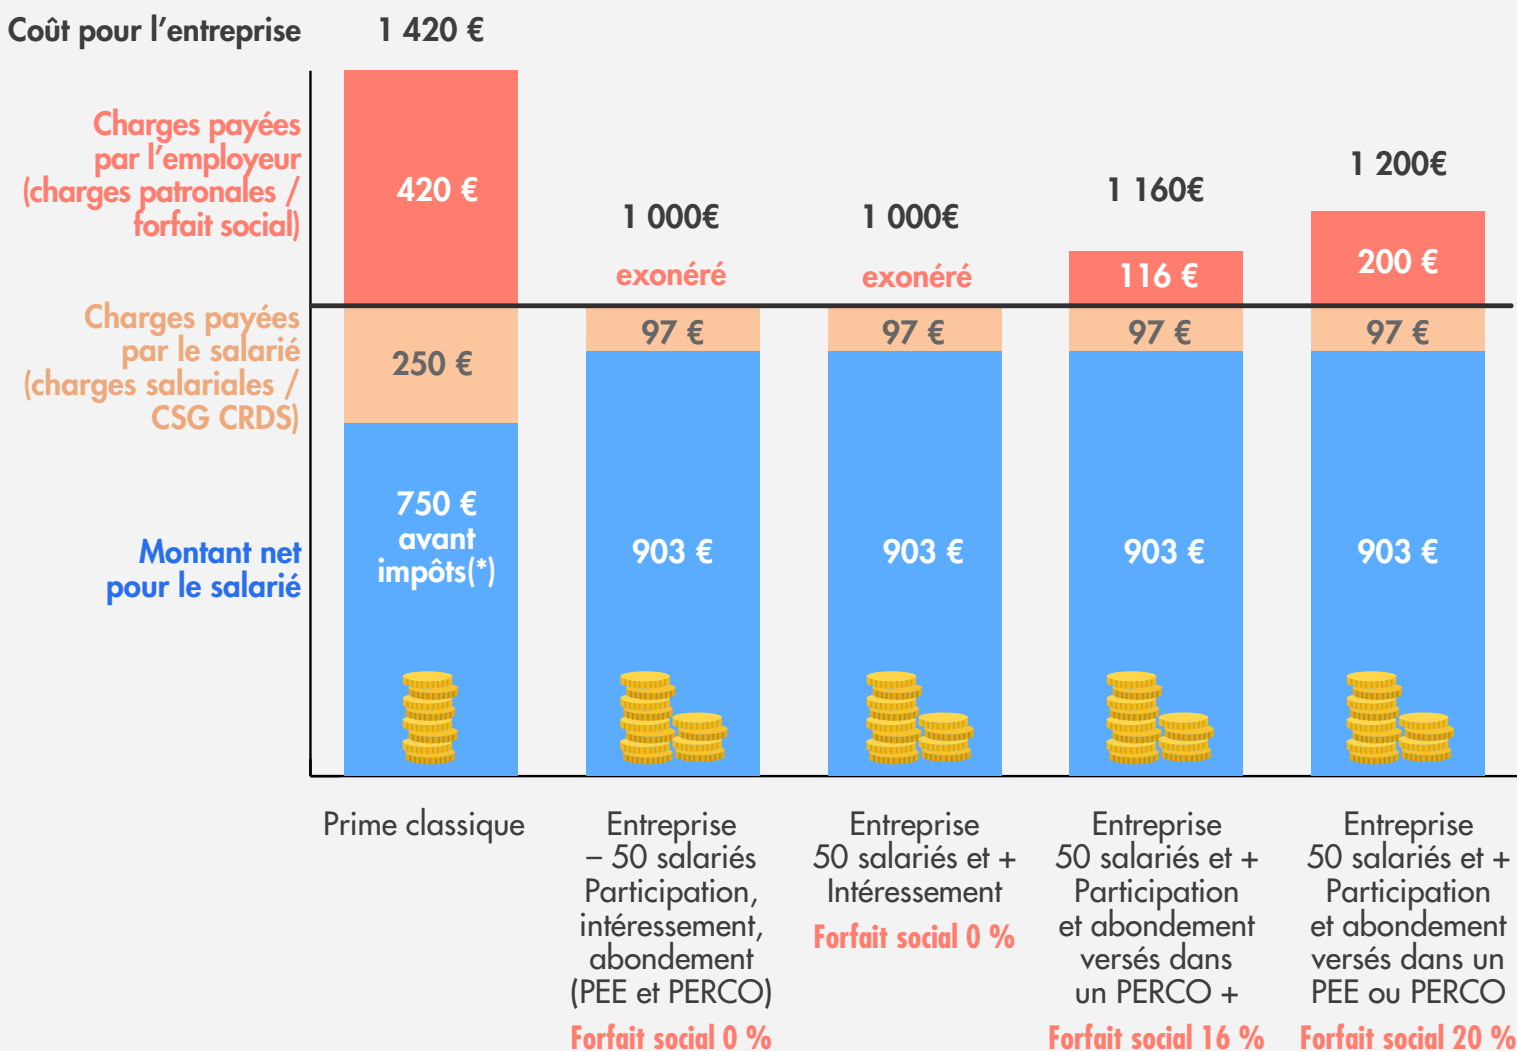 Coût pour l'entreprise
1 420 €
Charges payées
par l'employeur
(charges patronales /
forfait social)
420 €
1 000€
exonéré
1 000€
exonéré
1 160€
116 €
1 200€
200 €
Charges payées
par le salarié
(charges salariales /
CSG CRDS)
250 €
97 €
97 €
97 €
97 €
Montant net
pour le salarié
750 €
avant
impôts(*)
903 €
903 €
903 €
903 €
Prime classique
Entreprise
– 50 salariés
Participation,
intéressement,
abondement
(PEE et PERCO)
Forfait social 0 %
Entreprise
50 salariés et +
Intéressement
Forfait social 0 %
Entreprise
50 salariés et +
Participation
et abondement
versés dans
un PERCO +
Forfait social 16 %
Entreprise
50 salariés et +
Participation
et abondement
versés dans un
PEE ou PERCO
Forfait social 20 %